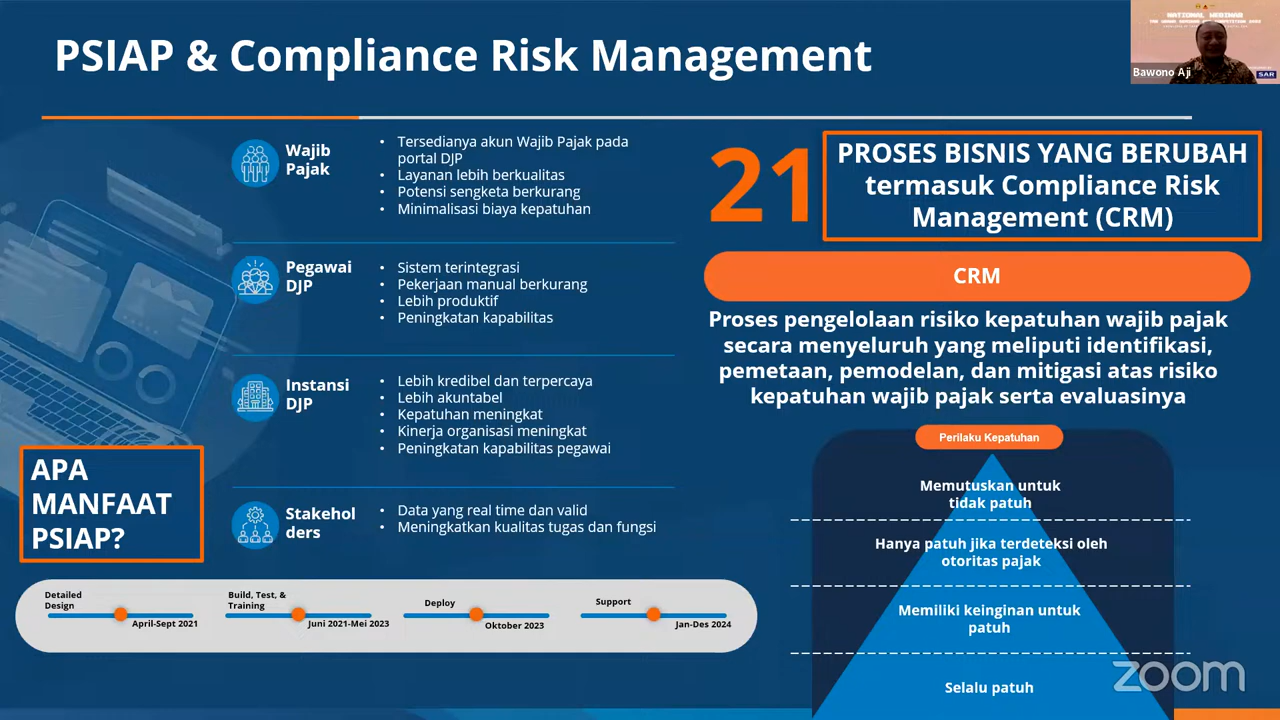 PSIAP & Compliance Risk Management
NATIONAL WEBINAR
Bawono Aji
SAR
Wajib
Pajak
• Tersedianya akun Wajib Pajak pada
portal DJP
• Layanan lebih berkualitas
• Potensi sengketa berkurang
• Minimalisasi biaya kepatuhan
Pegawai
DJP
• Sistem terintegrasi
• Pekerjaan manual berkurang
• Lebih produktif
• Peningkatan kapabilitas
Instansi
DJP
• Lebih kredibel dan terpercaya
• Lebih akuntabel
• Kepatuhan meningkat
• Kinerja organisasi meningkat
• Peningkatan kapabilitas pegawai
Stakehol
ders
• Data yang real time dan valid
• Meningkatkan kualitas tugas dan fungsi
APA
MANFAAT
PSIAP?
Detailed
Design
April-Sept 2021
Build, Test, &
Training
Juni 2021-Mei 2023
Deploy
Oktober 2023
Support
Jan-Des 2024
21
PROSES BISNIS YANG BERUBAH
termasuk Compliance Risk
Management (CRM)
CRM
Proses pengelolaan risiko kepatuhan wajib pajak
secara menyeluruh yang meliputi identifikasi,
pemetaan, pemodelan, dan mitigasi atas risiko
kepatuhan wajib pajak serta evaluasinya
Perilaku Kepatuhan
Memutuskan untuk
tidak patuh
Hanya patuh jika terdeteksi oleh
otoritas pajak
Memiliki keinginan untuk
patuh
Selalu patuh
zoom